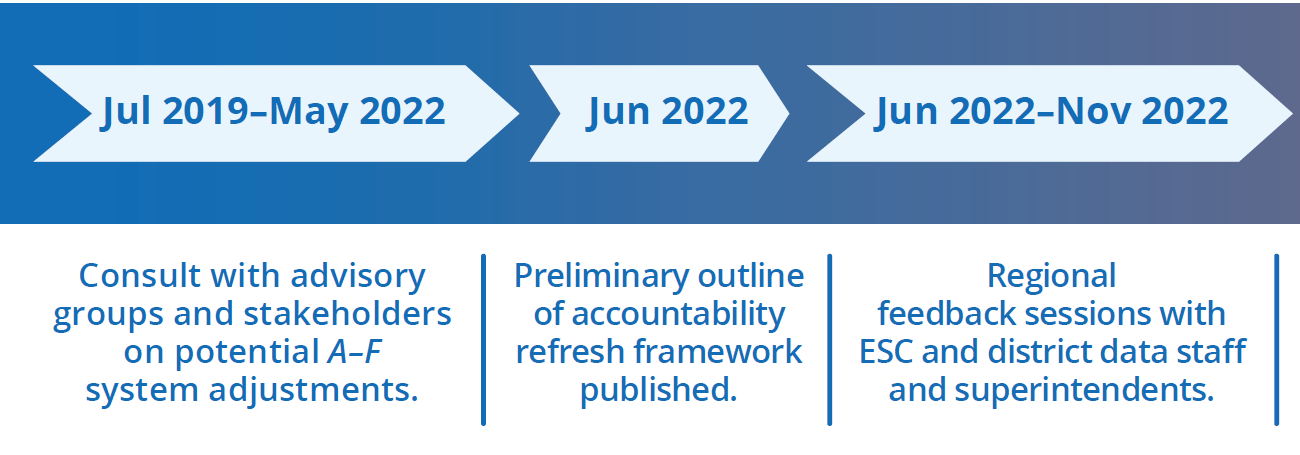 Jul 2019–May 2022
Jun 2022
Jun 2022–Nov 2022
Consult with advisory
groups and stakeholders
on potential A–F
system adjustments.
Preliminary outline
of accountability
refresh framework
published.
Regional
feedback sessions with
ESC and district data staff
and superintendents.